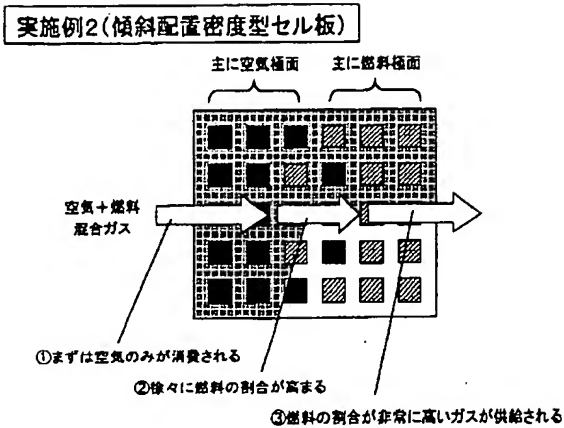 実施例2(傾斜配置密度型セル板)
主に空気極面
主に燃料極面
空気+燃料
混合ガス
①まずは空気のみが消費される
②徐々に燃料の割合が高まる
③燃料の割合が非常に高いガスが供給される